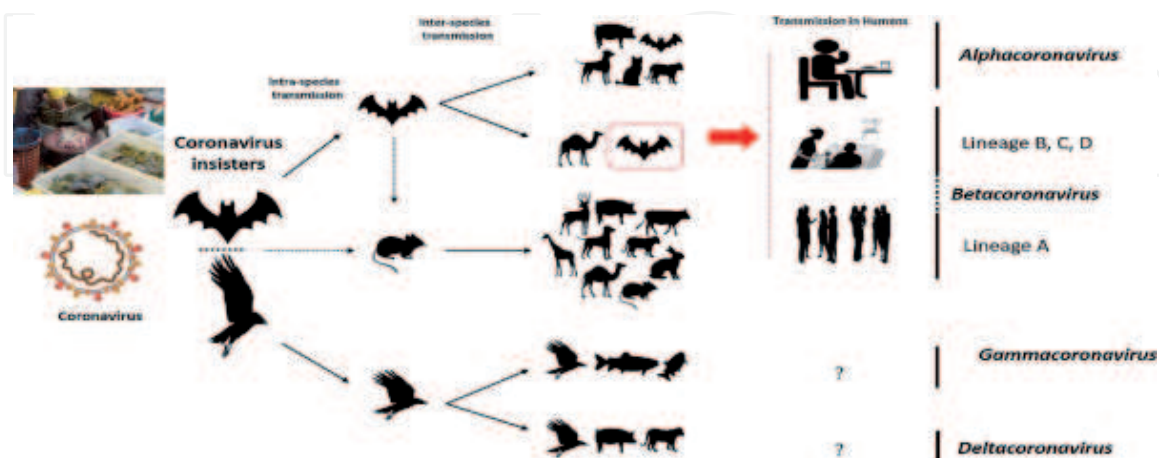 Inter-species
transmission
Transmission in Humans
Intra-species
transmission
Alphacoronavirus
Coronavirus
insisters
Lineage B, C, D
Betacoronavirus
Lineage A
Coronavirus
Gammacoronavirus
?
?
Deltacoronavirus